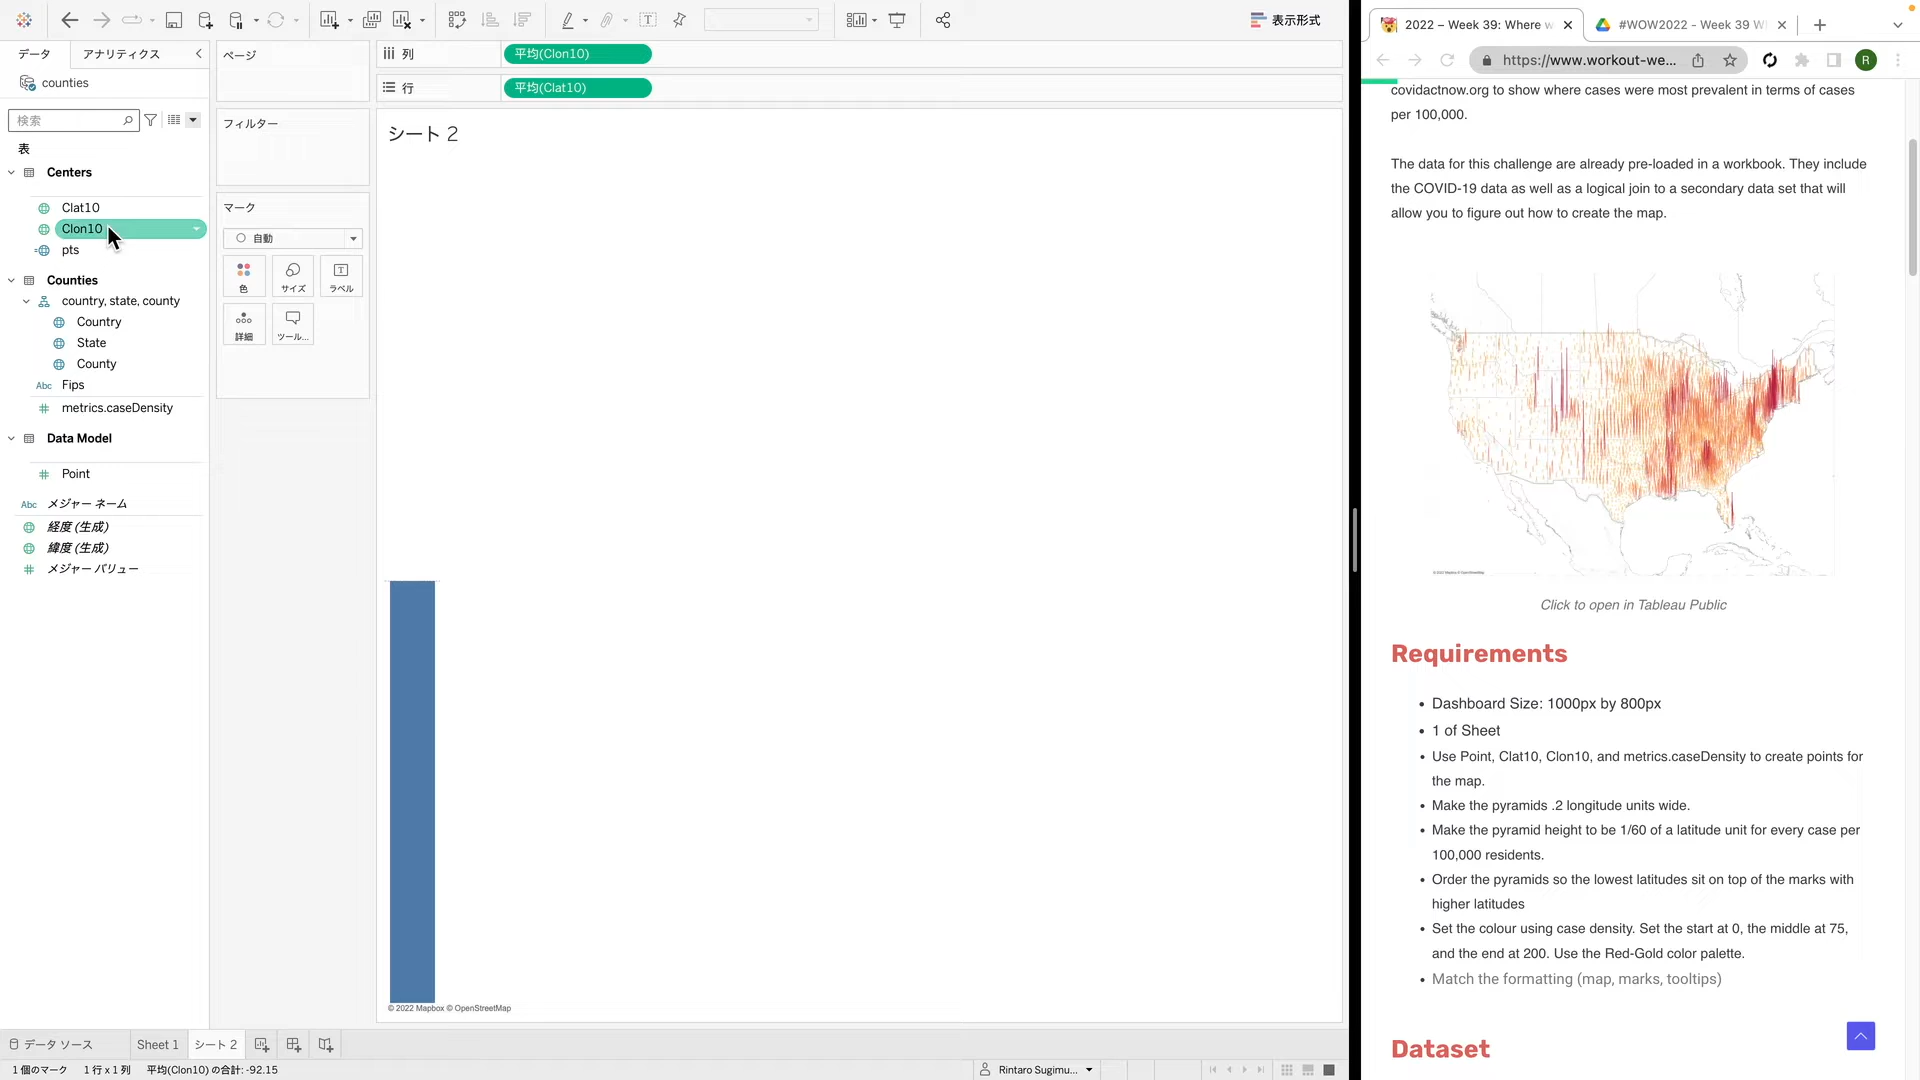 表示形式
データ
アナリティクス
counties
検索
表
Centers
Clat10
Clon10
pts
Counties
country, state, county
Country
State
County
Abc Fips
metrics.caseDensity
Data Model
Point
Abc メジャー ネーム
経度 (生成)
緯度 (生成)
メジャー バリュー
ページ
フィルター
マーク
自動
色
サイズ
ラベル
詳細
ツール...
列
平均(Clon10)
行
平均(Clat10)
シート 2
© 2022 Mapbox © OpenStreetMap
データ ソース
Sheet 1
シート 2
1 個のマーク
1 行 x 1 列
平均(Clon10) の合計: -92.15
Rintaro Sugimu...
2022 – Week 39: Where w
#WOW2022 - Week 39 W
https://www.workout-we...
R
covidactnow.org to show where cases were most prevalent in terms of cases
per 100,000.
The data for this challenge are already pre-loaded in a workbook. They include
the COVID-19 data as well as a logical join to a secondary data set that will
allow you to figure out how to create the map.
© 2022 Mapbox © OpenStreetMap
Click to open in Tableau Public
Requirements
• Dashboard Size: 1000px by 800px
• 1 of Sheet
• Use Point, Clat10, Clon10, and metrics.caseDensity to create points for
the map.
• Make the pyramids .2 longitude units wide.
• Make the pyramid height to be 1/60 of a latitude unit for every case per
100,000 residents.
• Order the pyramids so the lowest latitudes sit on top of the marks with
higher latitudes
• Set the colour using case density. Set the start at 0, the middle at 75,
and the end at 200. Use the Red-Gold color palette.
• Match the formatting (map, marks, tooltips)
Dataset